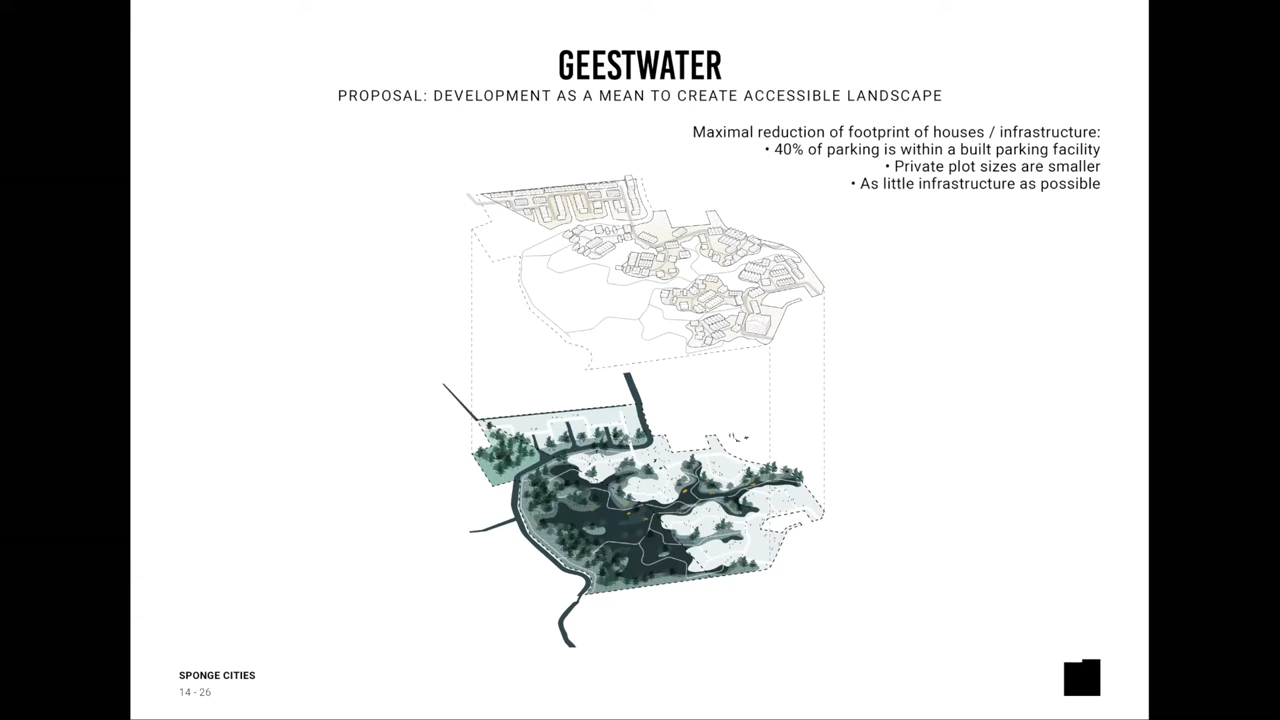 GEESTWATER
PROPOSAL: DEVELOPMENT AS A MEAN TO CREATE ACCESSIBLE LANDSCAPE
Maximal reduction of footprint of houses / infrastructure:
• 40% of parking is within a built parking facility
• Private plot sizes are smaller
• As little infrastructure as possible
SPONGE CITIES
14 - 26